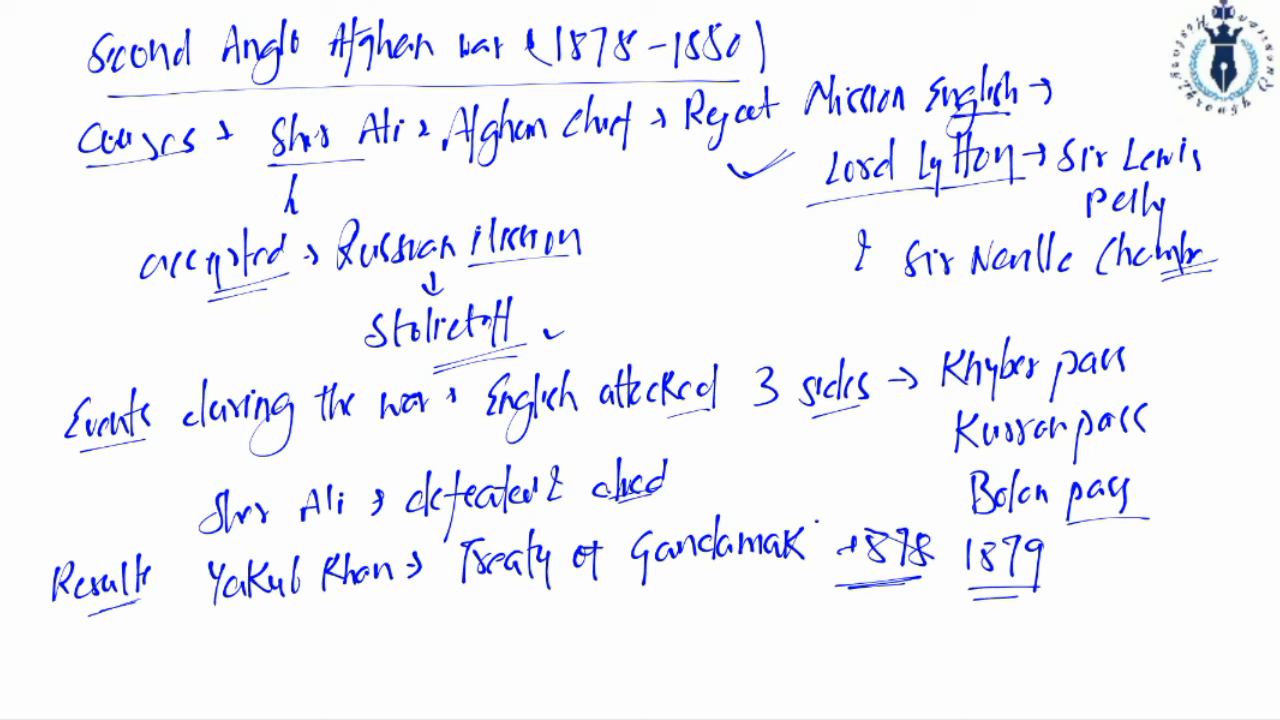 Second Anglo Afghan war (1878-1880)
Causes → Sher Ali → Afghan Chief → Reject Mission English →
Lord Lytton → Sir Lewis
Pelly
accepted → Russian Mission
& Sir Neville Chamber
Stolietoff
Events during the war → English attacked 3 sides → Khyber pass
Kurram pass
Bolan pass
Sher Ali → defeated & died
Results Yakub Khan → Treaty of Gandamak 1878 1879